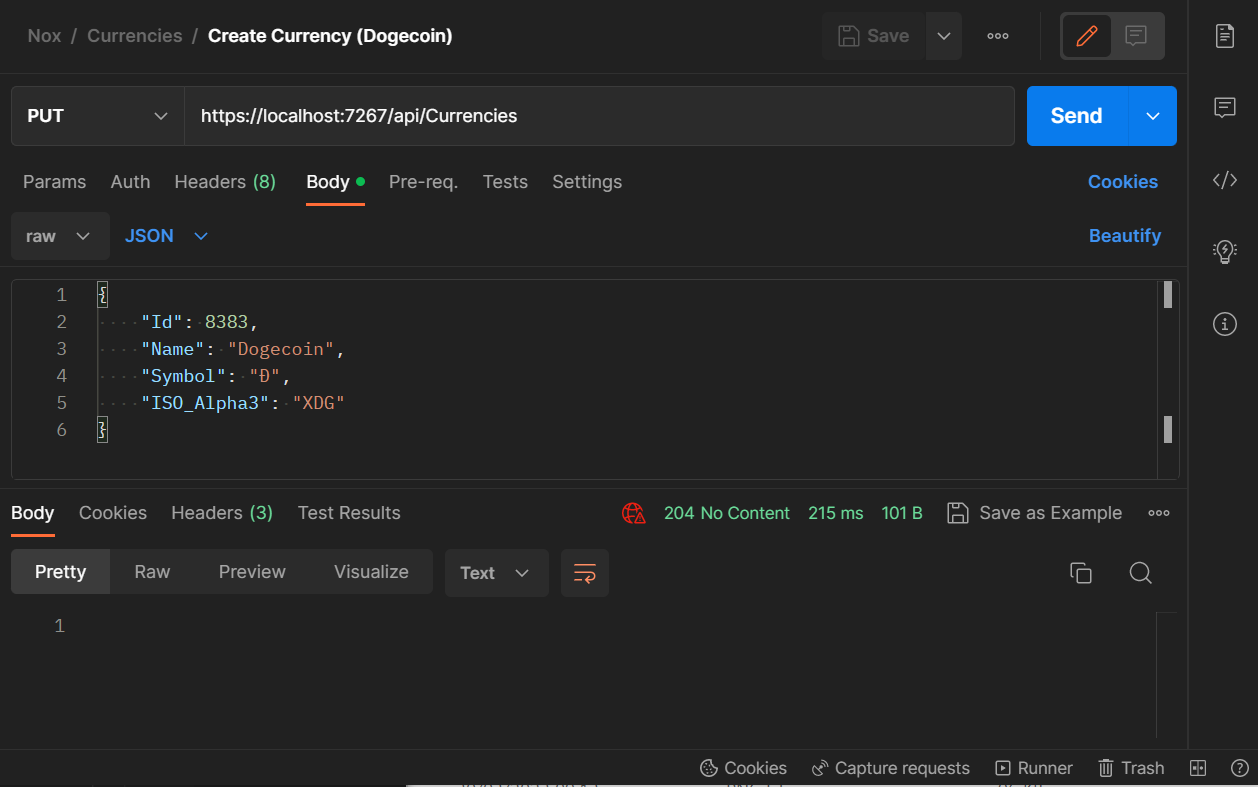 Nox / Currencies / Create Currency (Dogecoin)
Save
PUT
https://localhost:7267/api/Currencies
Send
Params Auth Headers (8) Body Pre-req. Tests Settings Cookies
raw JSON Beautify
1 {
2 "Id": 8383,
3 "Name": "Dogecoin",
4 "Symbol": "Ð",
5 "ISO_Alpha3": "XDG"
6 }
Body Cookies Headers (3) Test Results 204 No Content 215 ms 101 B Save as Example
Pretty Raw Preview Visualize Text
1
Cookies Capture requests Runner Trash